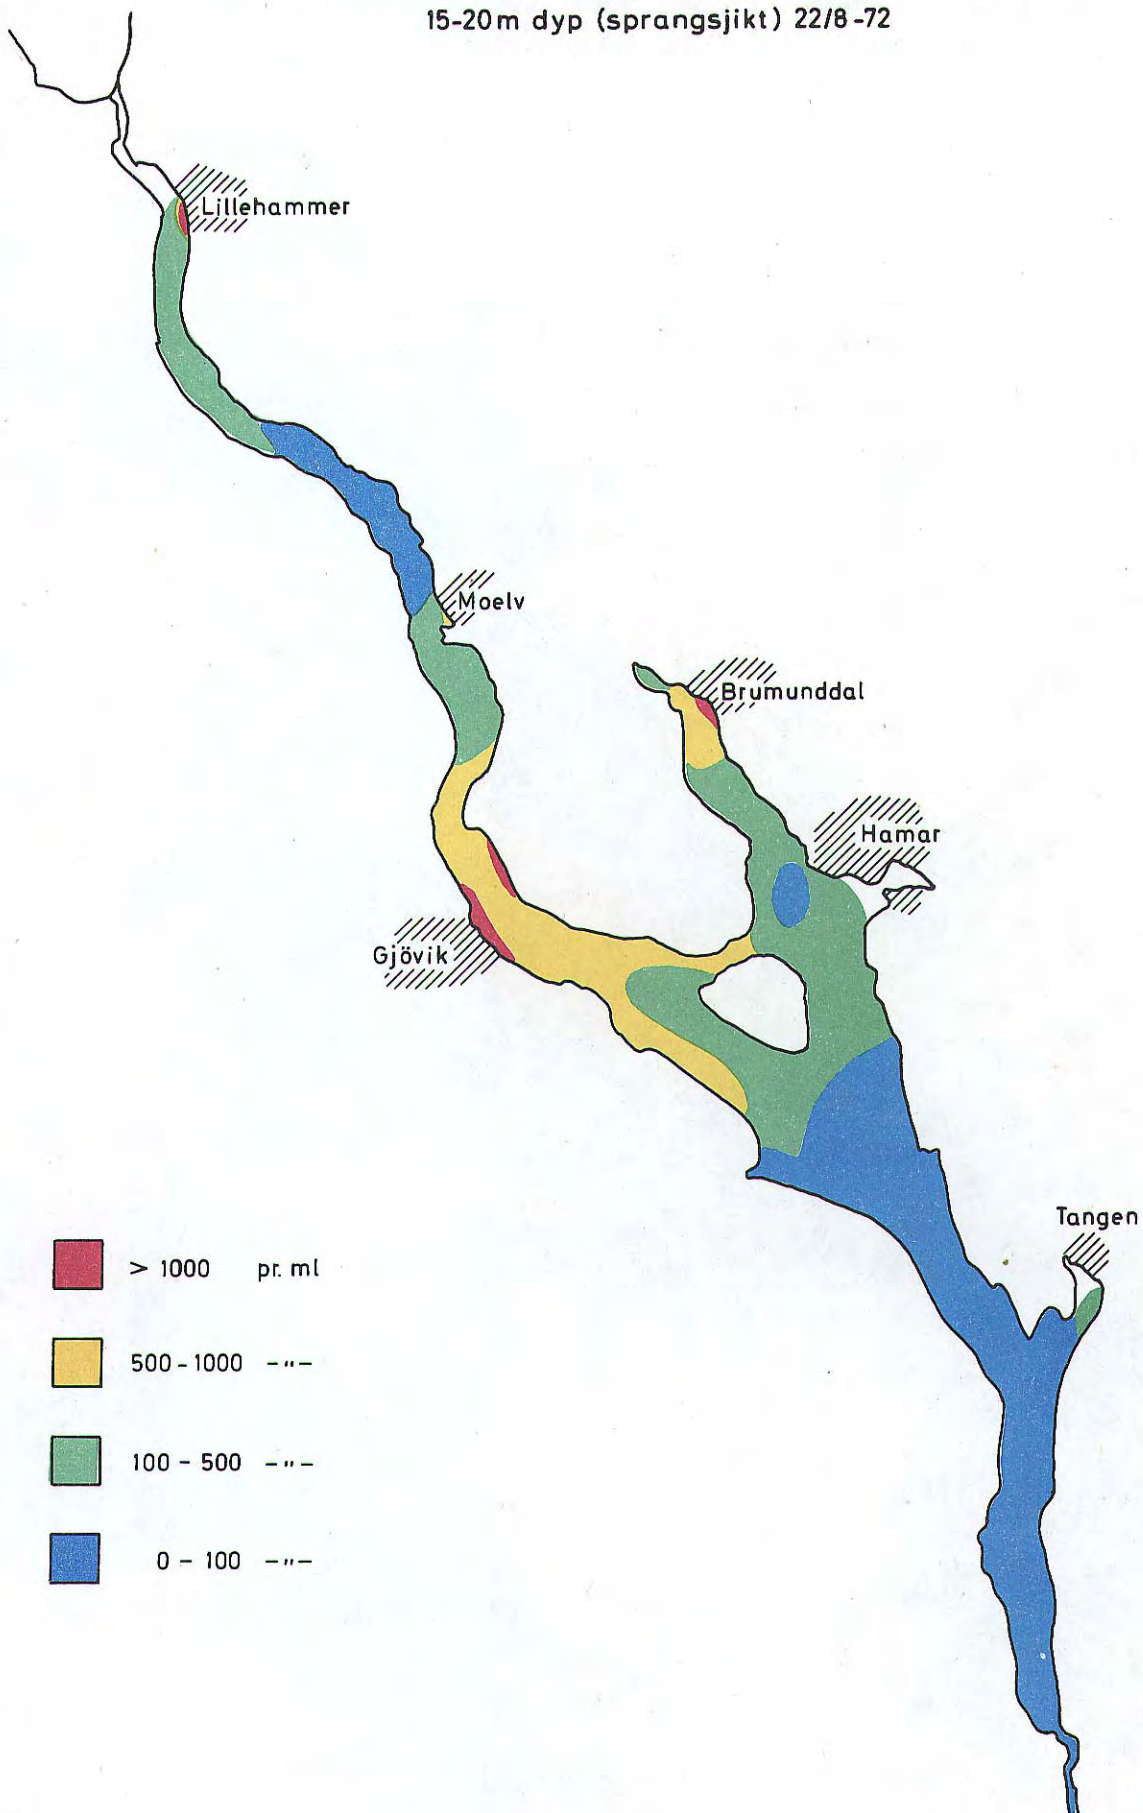 15-20m dyp (sprangsjikt) 22/8-72
Lillehammer
Moelv
Brumunddal
Hamar
Gjövik
Tangen
> 1000 pr. ml
500-1000 -"-
100 - 500 -"-
0 - 100 -"-